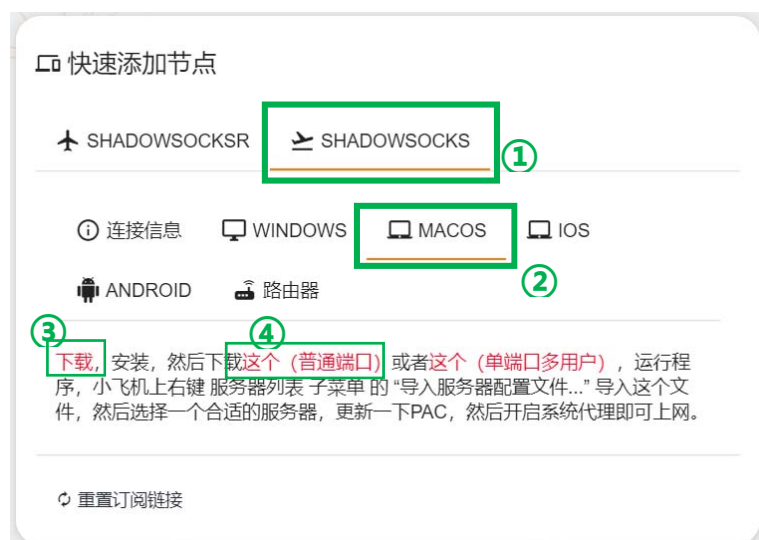 快速添加节点
SHADOWSOCKSR SHADOWSOCKS
①
连接信息 WINDOWS MACOS IOS
②
ANDROID 路由器
③ ④
下载，安装，然后下载这个（普通端口）或者这个（单端口多用户），运行程
序，小飞机上右键 服务器列表 子菜单 的 “导入服务器配置文件...” 导入这个文
件，然后选择一个合适的服务器，更新一下PAC，然后开启系统代理即可上网。
重置订阅链接